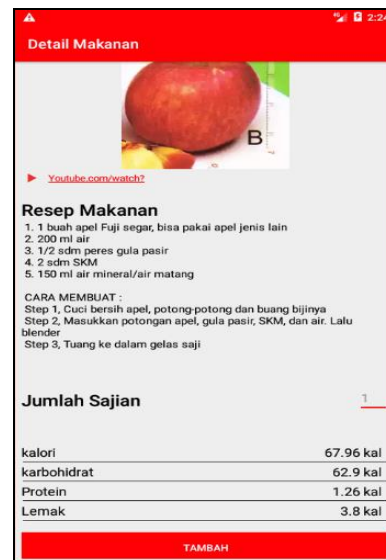 2:24
Detail Makanan
B
Youtube.com/watch?
Resep Makanan
1. 1 buah apel Fuji segar, bisa pakai apel jenis lain
2. 200 ml air
3. 1/2 sdm peres gula pasir
4. 2 sdm SKM
5. 150 ml air mineral/air matang
CARA MEMBUAT :
Step 1, Cuci bersih apel, potong-potong dan buang bijinya
Step 2, Masukkan potongan apel, gula pasir, SKM, dan air. Lalu
blender
Step 3, Tuang ke dalam gelas saji
Jumlah Sajian 1
kalori 67.96 kal
karbohidrat 62.9 kal
Protein 1.26 kal
Lemak 3.8 kal
TAMBAH